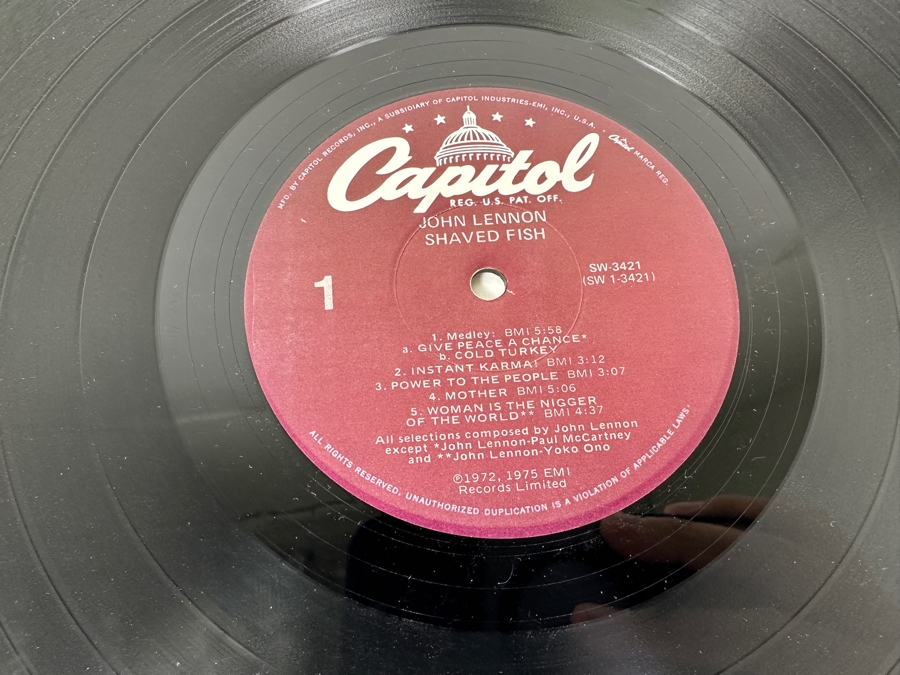 MFD. BY CAPITOL RECORDS, INC., A SUBSIDIARY OF CAPITOL INDUSTRIES-EMI, INC., U.S.A. · Capitol MARCA REG.
Capitol
REG. U.S. PAT. OFF.
JOHN LENNON
SHAVED FISH
SW-3421
(SW 1-3421)
1
1. Medley: BMI 5:58
a. GIVE PEACE A CHANCE*
b. COLD TURKEY
2. INSTANT KARMA! BMI 3:12
3. POWER TO THE PEOPLE BMI 3:07
4. MOTHER BMI 5:06
5. WOMAN IS THE NIGGER
OF THE WORLD** BMI 4:37
All selections composed by John Lennon
except *John Lennon-Paul McCartney
and **John Lennon-Yoko Ono
℗1972, 1975 EMI
Records Limited
ALL RIGHTS RESERVED. UNAUTHORIZED DUPLICATION IS A VIOLATION OF APPLICABLE LAWS.